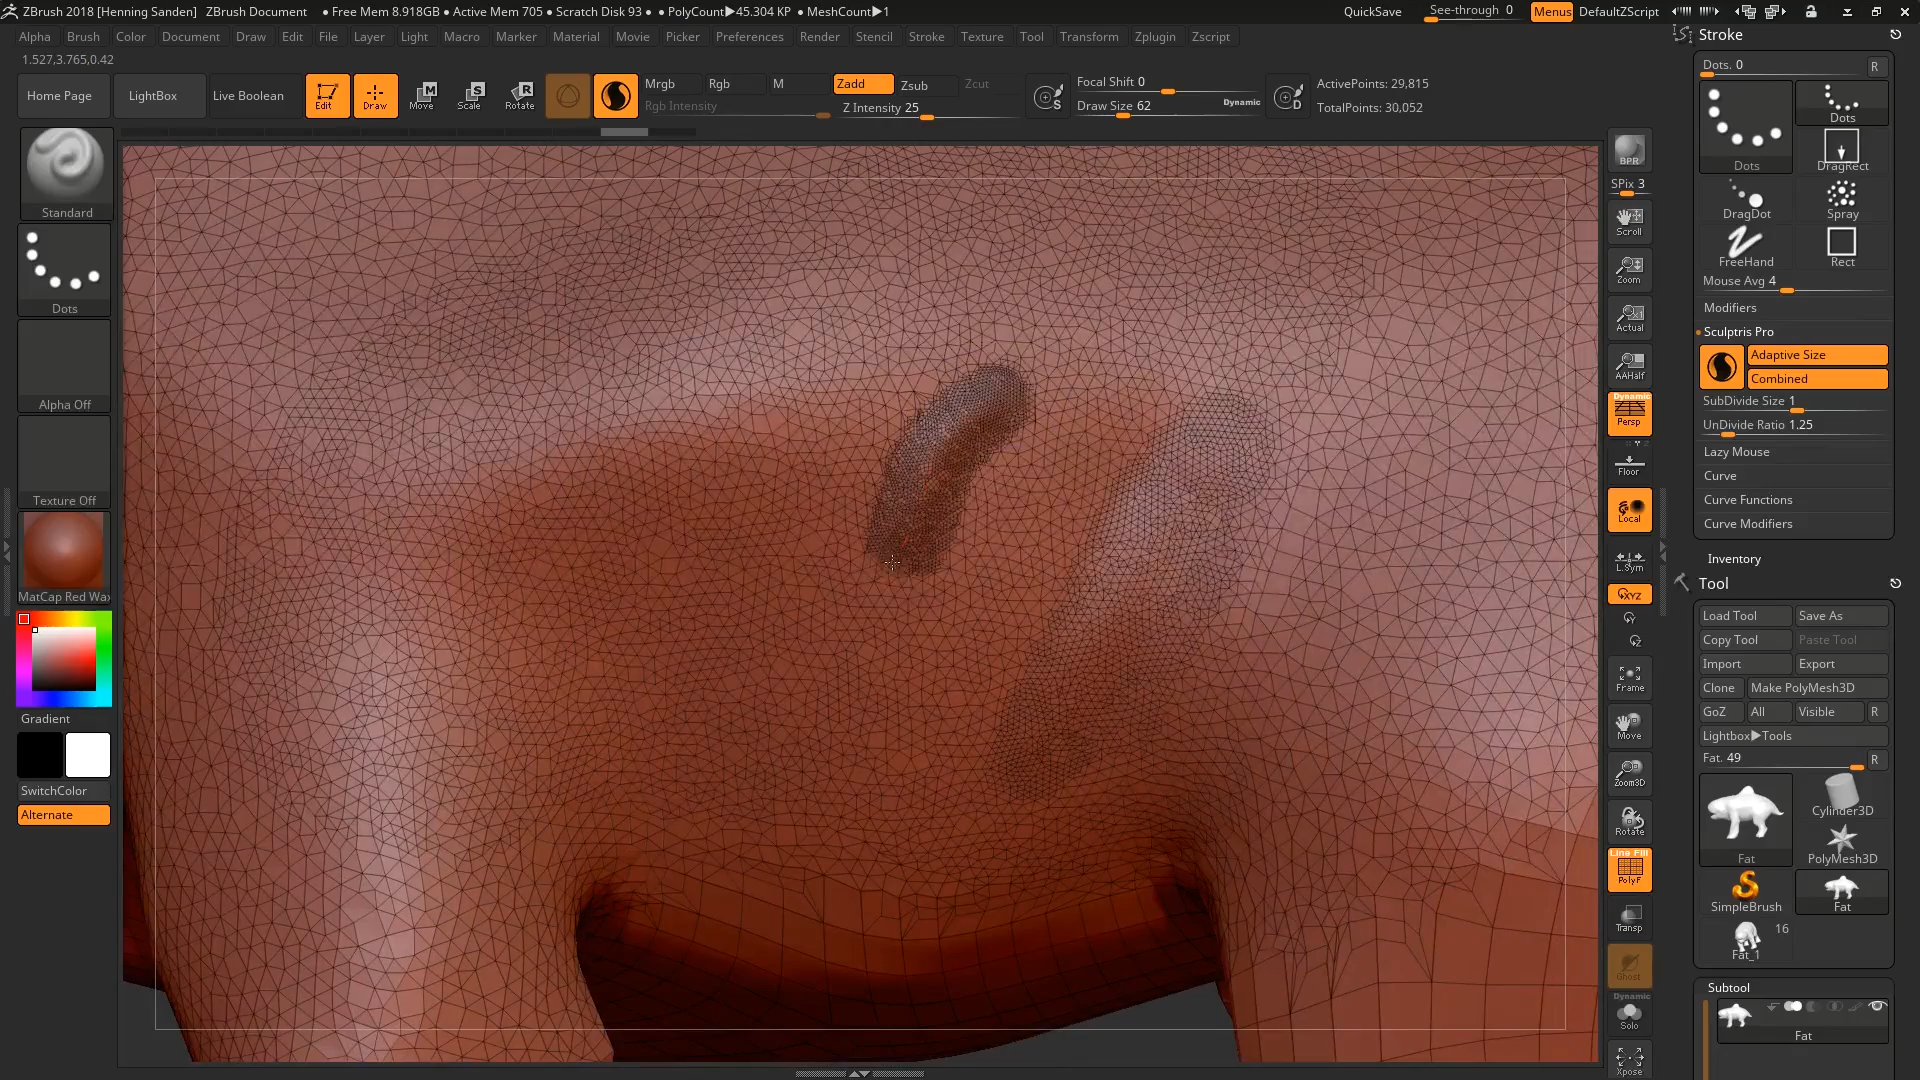 ZBrush 2018 [Henning Sanden] ZBrush Document • Free Mem 8.918GB • Active Mem 705 • Scratch Disk 93 • • PolyCount▶45.304 KP • MeshCount▶1 QuickSave See-through 0 Menus DefaultZScript
Alpha Brush Color Document Draw Edit File Layer Light Macro Marker Material Movie Picker Preferences Render Stencil Stroke Texture Tool Transform Zplugin Zscript
1.527,3.765,0.42
Home Page LightBox Live Boolean Edit Draw Move Scale Rotate
M S R
Mrgb Rgb M Zadd Zsub Zcut
Rgb Intensity Z Intensity 25
S
Focal Shift 0
Draw Size 62 Dynamic
D
ActivePoints: 29,815
TotalPoints: 30,052
Standard
Dots
Alpha Off
Texture Off
MatCap Red Wax
Gradient
SwitchColor
Alternate
BPR
SPix 3
Scroll
Zoom
Actual
AAHalf
Dynamic
Persp
Floor
Local
L.Sym
XYZ
Y
Z
Frame
Move
Zoom3D
Rotate
Line Fill
PolyF
Transp
Ghost
Dynamic
Solo
Xpose
Stroke
Dots. 0 R
Dots
Dots
DragRect
DragDot Spray
FreeHand Rect
Mouse Avg 4
Modifiers
Sculptris Pro
Adaptive Size
Combined
SubDivide Size 1
UnDivide Ratio 1.25
Lazy Mouse
Curve
Curve Functions
Curve Modifiers
Inventory
Tool
Load Tool Save As
Copy Tool Paste Tool
Import Export
Clone Make PolyMesh3D
GoZ All Visible R
Lightbox▶Tools
Fat. 49 R
Fat
Cylinder3D
PolyMesh3D
SimpleBrush Fat
16
Fat_1
Subtool
Fat